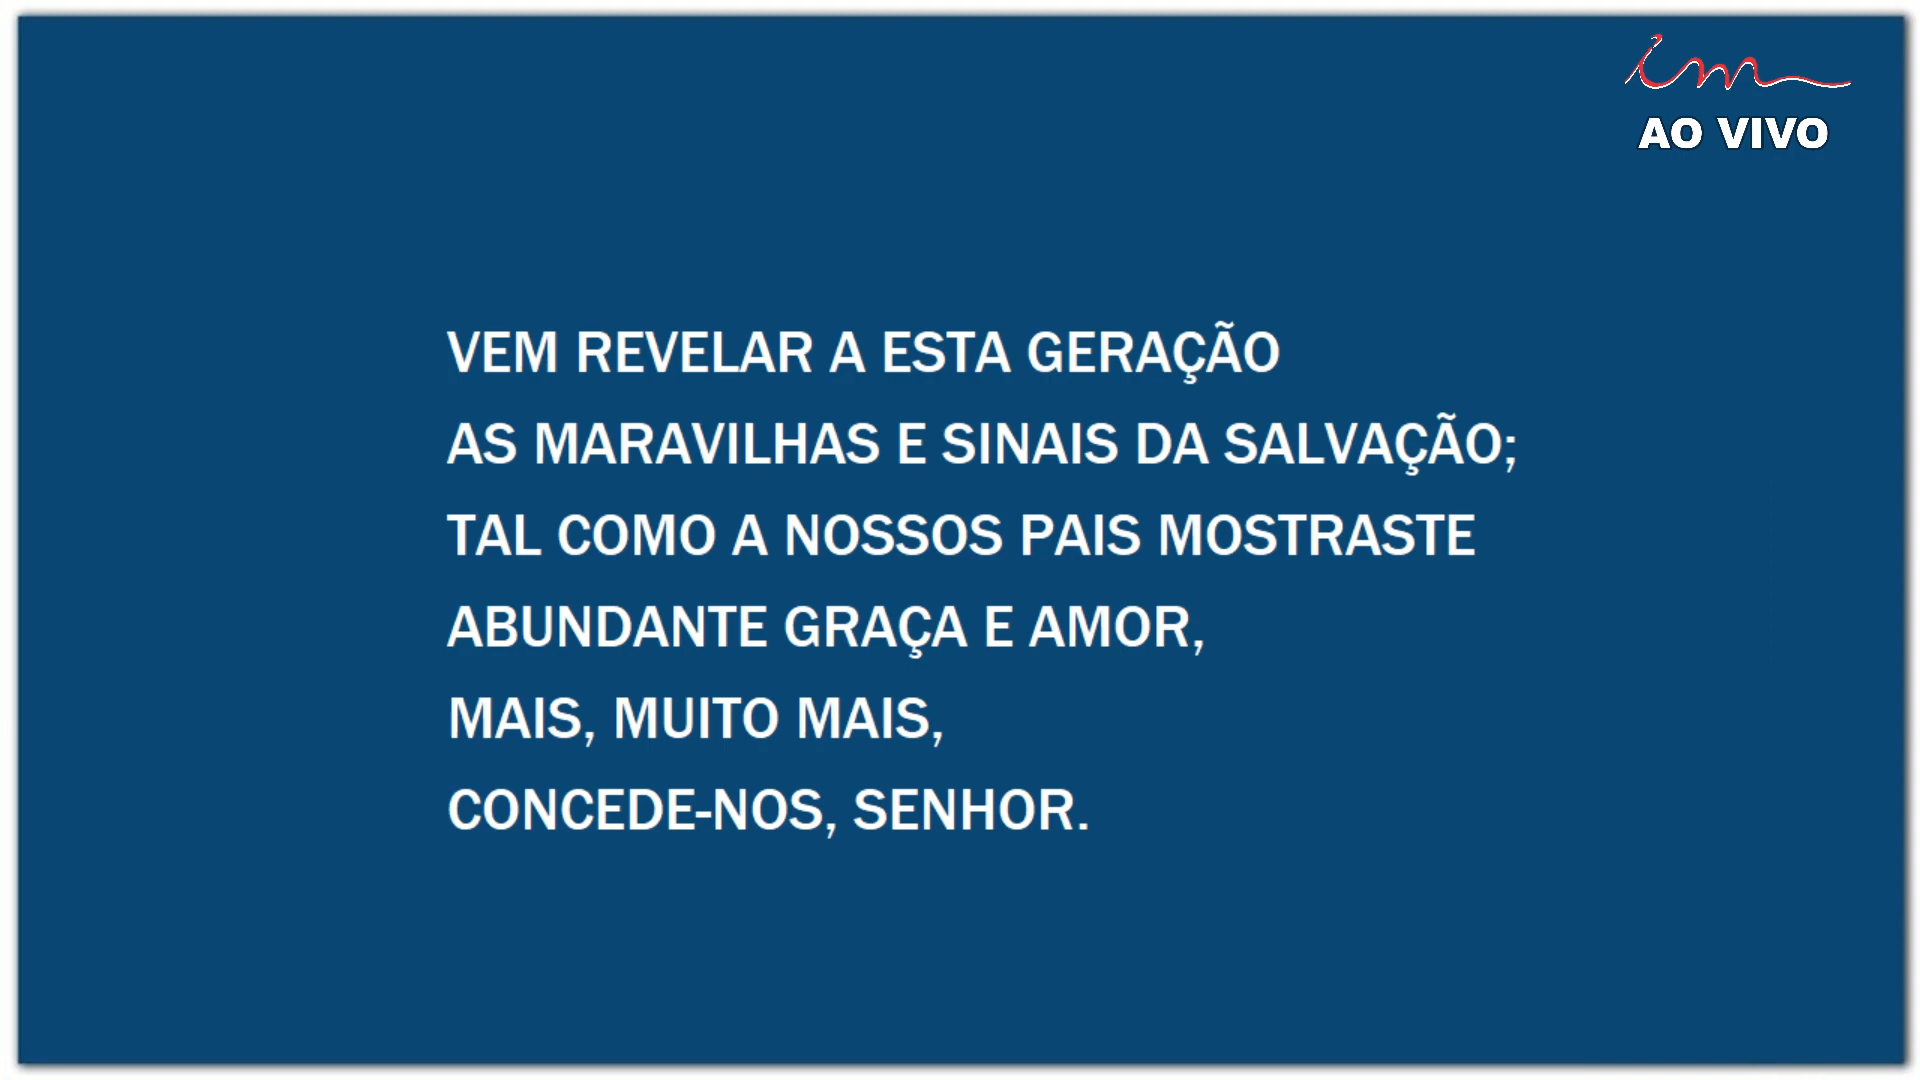 im
AO VIVO
VEM REVELAR A ESTA GERAÇÃO
AS MARAVILHAS E SINAIS DA SALVAÇÃO;
TAL COMO A NOSSOS PAIS MOSTRASTE
ABUNDANTE GRAÇA E AMOR,
MAIS, MUITO MAIS,
CONCEDE-NOS, SENHOR.